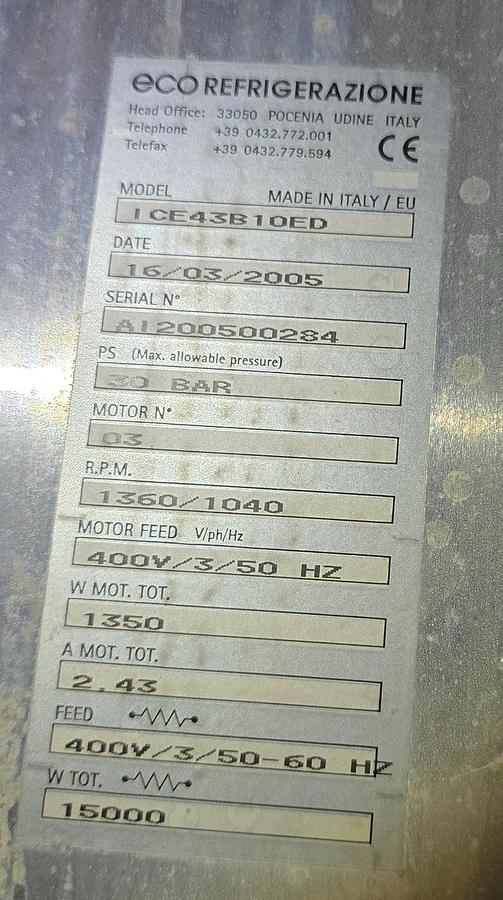 eco REFRIGERAZIONE
Head Office: 33050 POCENIA UDINE ITALY
Telephone +39 0432.772.001
Telefax +39 0432.779.594
CE
MODEL MADE IN ITALY / EU
ICE43B10ED
DATE
16/03/2005
SERIAL N°
A1200500284
PS (Max. allowable pressure)
30 BAR
MOTOR N°
03
R.P.M.
1360/1040
MOTOR FEED V/ph/Hz
400V/3/50 HZ
W MOT. TOT.
1350
A MOT. TOT.
2,43
FEED
400V/3/50-60 HZ
W TOT.
15000